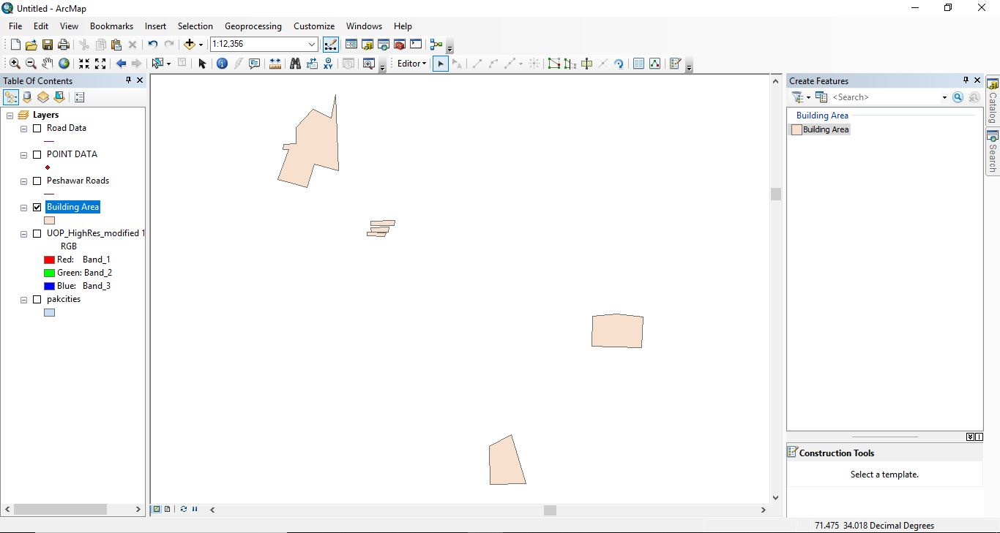 Untitled - ArcMap
File Edit View Bookmarks Insert Selection Geoprocessing Customize Windows Help
1:12,356
Editor
Table Of Contents
Layers
Road Data
POINT DATA
Peshawar Roads
Building Area
UOP_HighRes_modified 1
RGB
Red: Band_1
Green: Band_2
Blue: Band_3
pakcities
Create Features
<Search>
Building Area
Building Area
Construction Tools
Select a template.
Catalog
Search
71.475 34.018 Decimal Degrees